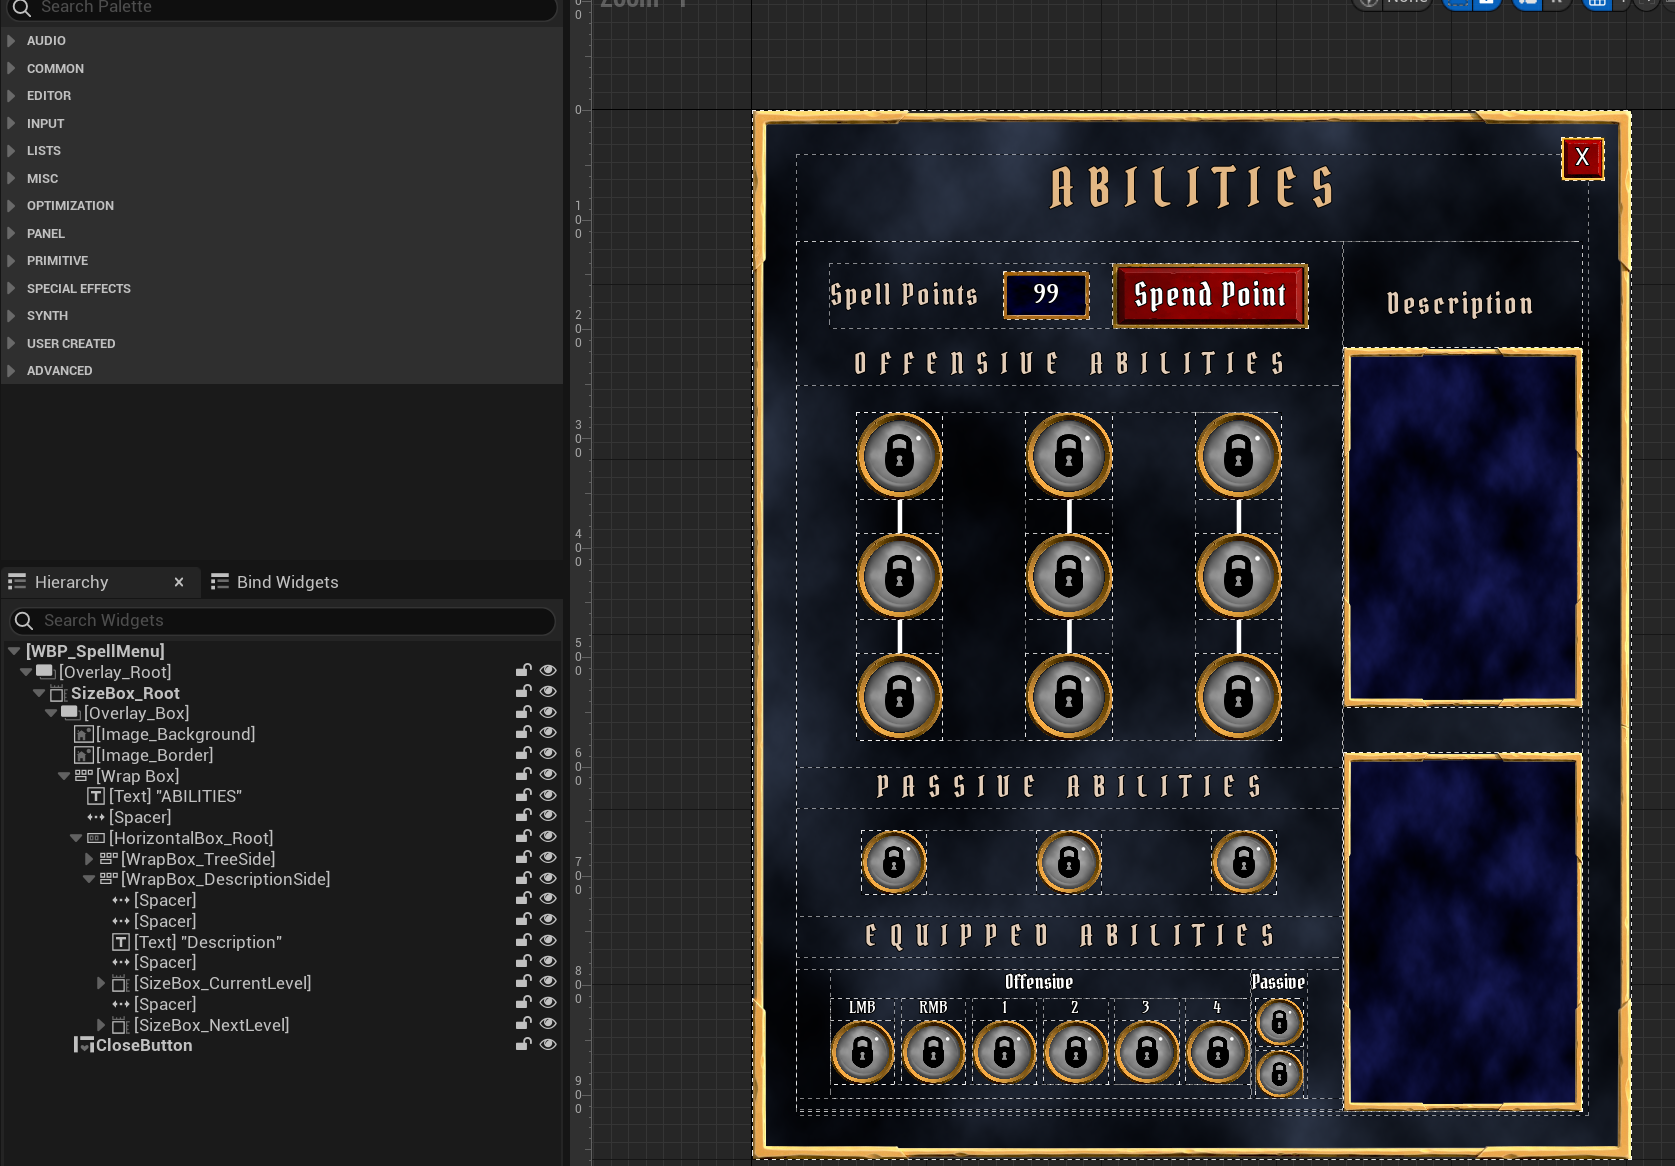 Search Palette
AUDIO
COMMON
EDITOR
INPUT
LISTS
MISC
OPTIMIZATION
PANEL
PRIMITIVE
SPECIAL EFFECTS
SYNTH
USER CREATED
ADVANCED
Hierarchy × Bind Widgets
Search Widgets
[WBP_SpellMenu]
[Overlay_Root]
SizeBox_Root
[Overlay_Box]
[Image_Background]
[Image_Border]
[Wrap Box]
[Text] "ABILITIES"
[Spacer]
[HorizontalBox_Root]
[WrapBox_TreeSide]
[WrapBox_DescriptionSide]
[Spacer]
[Spacer]
[Text] "Description"
[Spacer]
[SizeBox_CurrentLevel]
[Spacer]
[SizeBox_NextLevel]
CloseButton
None
0
0
100
200
300
400
500
600
700
800
900
X
ABILITIES
Spell Points 99 Spend Point
Description
OFFENSIVE ABILITIES
PASSIVE ABILITIES
EQUIPPED ABILITIES
Offensive Passive
LMB RMB 1 2 3 4